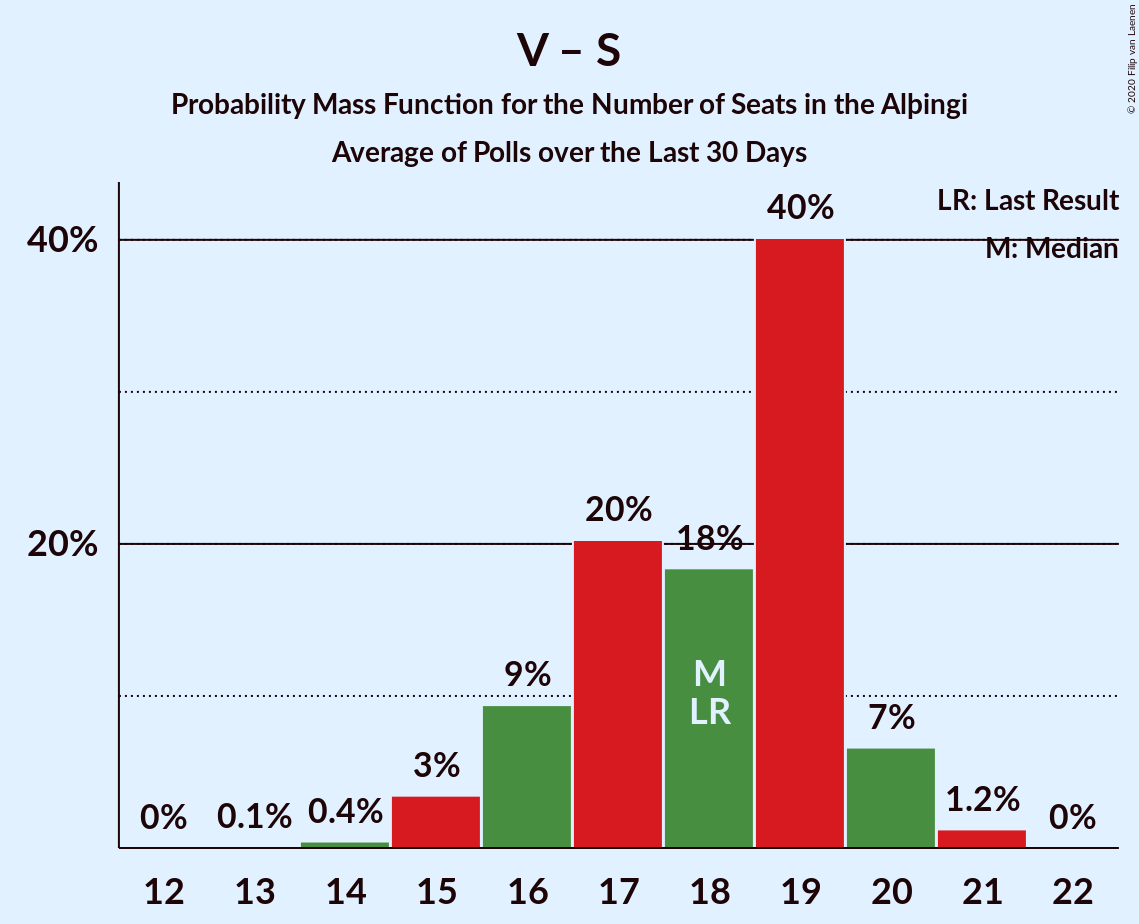 V – S
Probability Mass Function for the Number of Seats in the Alþingi
Average of Polls over the Last 30 Days
© 2020 Filip van Laenen
LR: Last Result
M: Median
40%
20%
0%
0.1%
0.4%
3%
9%
20%
18%
40%
7%
1.2%
0%
M
LR
12 13 14 15 16 17 18 19 20 21 22